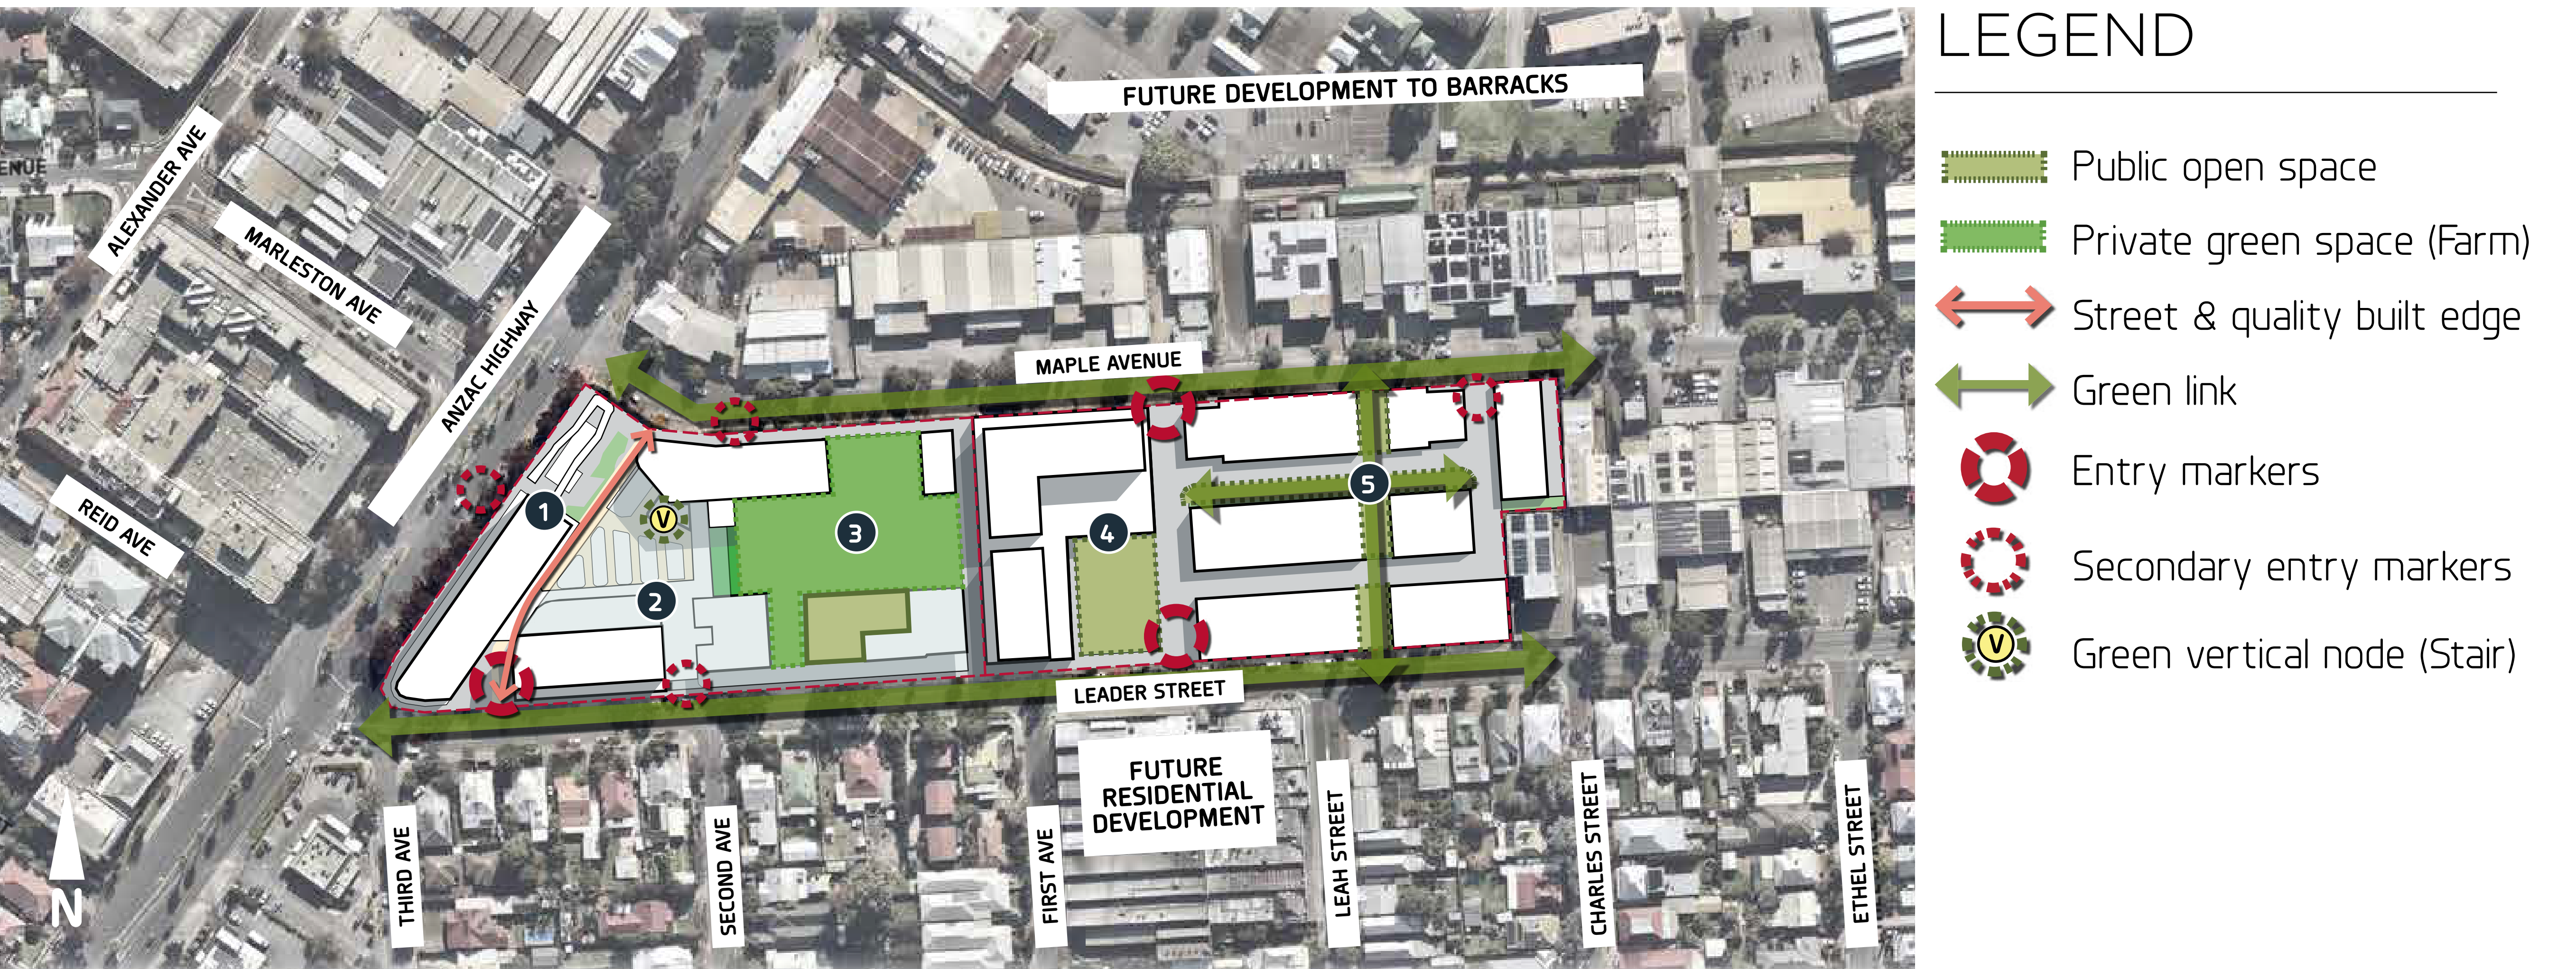 FUTURE DEVELOPMENT TO BARRACKS
ENUE
ALEXANDER AVE
MARLESTON AVE
ANZAC HIGHWAY
REID AVE
MAPLE AVENUE
1
2
V
3
4
5
LEADER STREET
FUTURE
RESIDENTIAL
DEVELOPMENT
THIRD AVE
SECOND AVE
FIRST AVE
LEAH STREET
CHARLES STREET
ETHEL STREET
N
LEGEND
Public open space
Private green space (Farm)
Street & quality built edge
Green link
Entry markers
Secondary entry markers
V
Green vertical node (Stair)